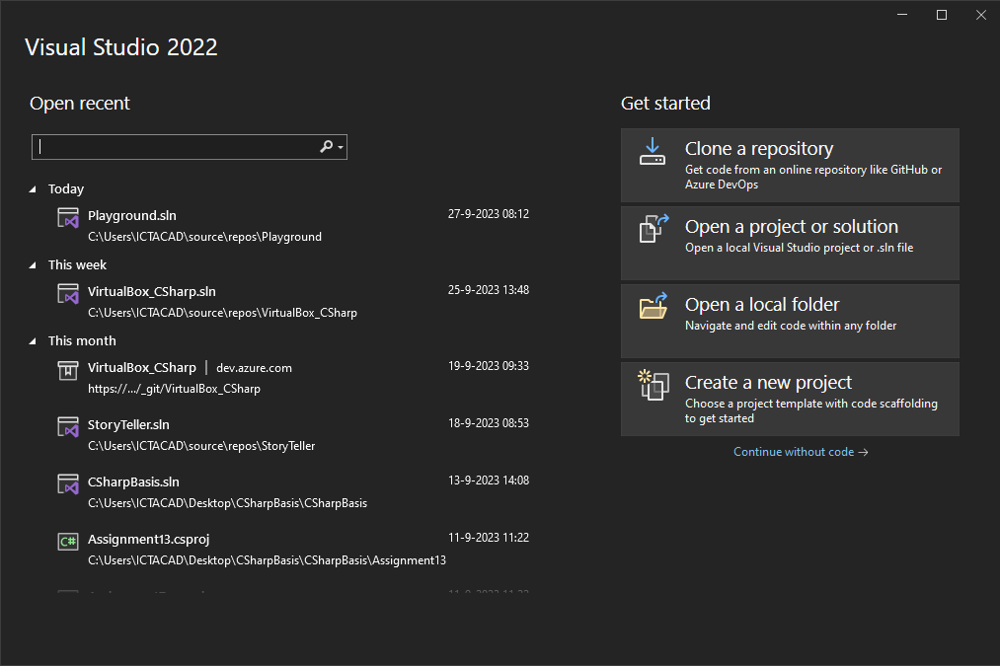 Visual Studio 2022
Open recent
Today
Playground.sln 27-9-2023 08:12
C:\Users\ICTACAD\source\repos\Playground
This week
VirtualBox_CSharp.sln 25-9-2023 13:48
C:\Users\ICTACAD\source\repos\VirtualBox_CSharp
This month
VirtualBox_CSharp | dev.azure.com 19-9-2023 09:33
https://.../_git/VirtualBox_CSharp
StoryTeller.sln 18-9-2023 08:53
C:\Users\ICTACAD\source\repos\StoryTeller
CSharpBasis.sln 13-9-2023 14:08
C:\Users\ICTACAD\Desktop\CSharpBasis\CSharpBasis
C# Assignment13.csproj 11-9-2023 11:22
C:\Users\ICTACAD\Desktop\CSharpBasis\CSharpBasis\Assignment13
Get started
Clone a repository
Get code from an online repository like GitHub or
Azure DevOps
Open a project or solution
Open a local Visual Studio project or .sln file
Open a local folder
Navigate and edit code within any folder
Create a new project
Choose a project template with code scaffolding
to get started
Continue without code →